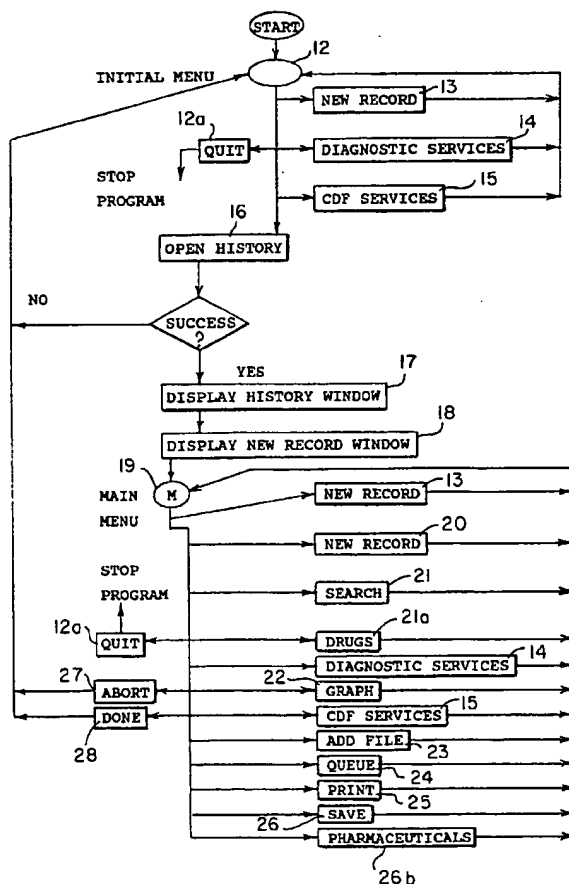 START
12
INITIAL MENU
13
NEW RECORD
12a
14
QUIT
DIAGNOSTIC SERVICES
STOP
PROGRAM
15
CDF SERVICES
16
OPEN HISTORY
NO
SUCCESS
?
YES
17
DISPLAY HISTORY WINDOW
18
DISPLAY NEW RECORD WINDOW
19
M
MAIN
MENU
13
NEW RECORD
20
NEW RECORD
STOP
PROGRAM
21
SEARCH
21a
12a
QUIT
DRUGS
14
DIAGNOSTIC SERVICES
27
ABORT
22
GRAPH
15
DONE
CDF SERVICES
28
ADD FILE
23
QUEUE
24
PRINT
25
SAVE
26
PHARMACEUTICALS
26b